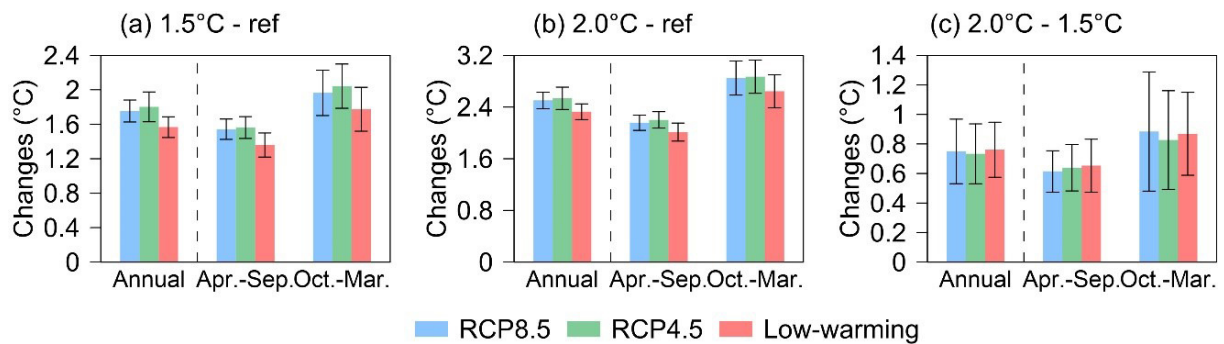 (a) 1.5°C - ref
(b) 2.0°C - ref
(c) 2.0°C - 1.5°C
Changes (°C)
2.4
2
1.6
1.2
0.8
0.4
0
Annual Apr.-Sep. Oct.-Mar.
Changes (°C)
3.2
2.4
1.6
0.8
0
Annual Apr.-Sep. Oct.-Mar.
Changes (°C)
1.4
1.2
1
0.8
0.6
0.4
0.2
0
Annual Apr.-Sep. Oct.-Mar.
RCP8.5 RCP4.5 Low-warming